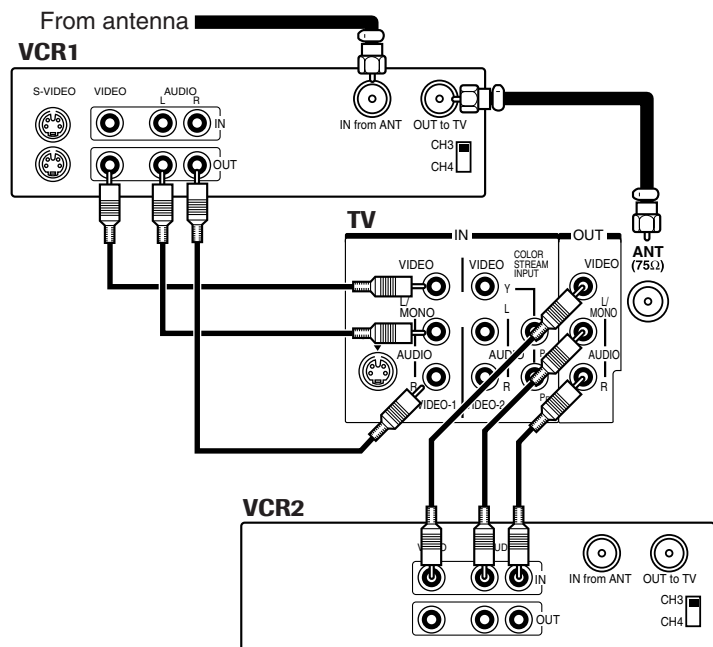 From antenna
VCR1
S-VIDEO VIDEO AUDIO
L R
IN
OUT
IN from ANT OUT to TV
CH3
CH4
TV
IN OUT
ANT
(75Ω)
VIDEO VIDEO COLOR STREAM INPUT VIDEO
Y
L/
MONO
L
L/
MONO
AUDIO AUDIO AUDIO
R R R
VIDEO-1 VIDEO-2
VCR2
IN
OUT
IN from ANT OUT to TV
CH3
CH4